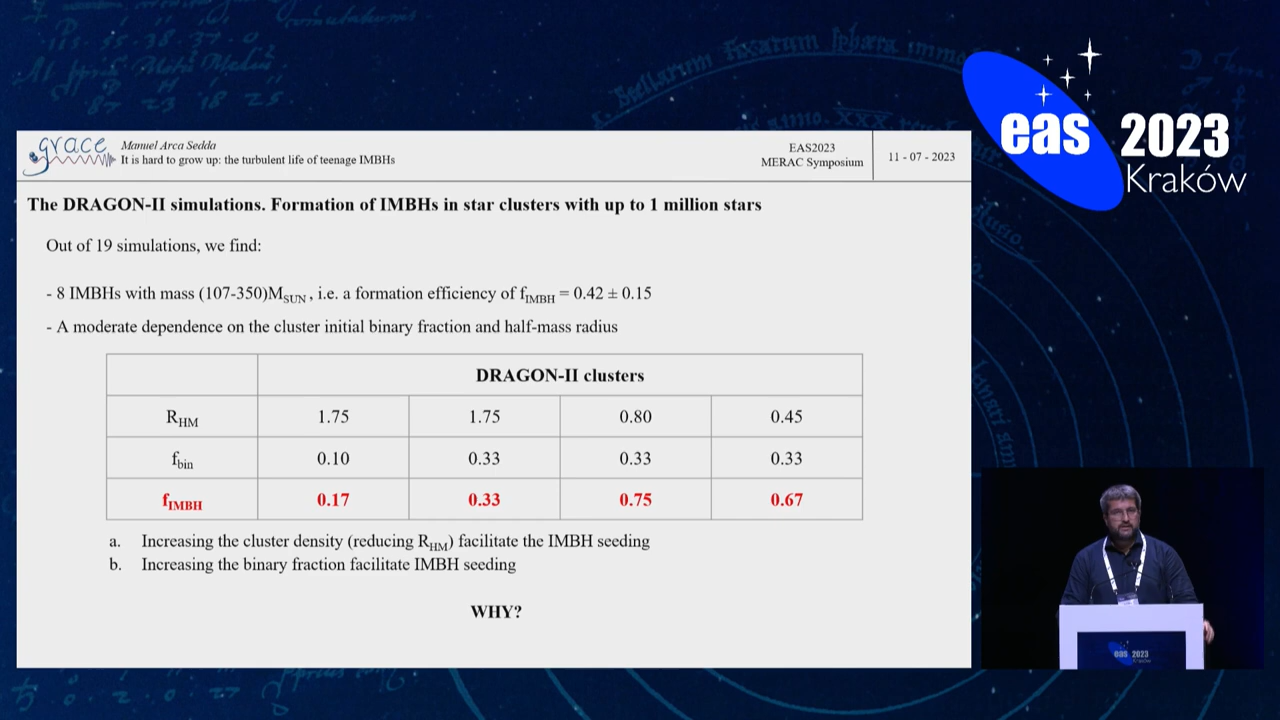 eas 2023
Kraków
grace
Manuel Arca Sedda
It is hard to grow up: the turbulent life of teenage IMBHs
EAS2023
MERAC Symposium
11 - 07 - 2023
The DRAGON-II simulations. Formation of IMBHs in star clusters with up to 1 million stars
Out of 19 simulations, we find:
- 8 IMBHs with mass (107-350)MSUN , i.e. a formation efficiency of fIMBH = 0.42 ± 0.15
- A moderate dependence on the cluster initial binary fraction and half-mass radius
DRAGON-II clusters
RHM 1.75 1.75 0.80 0.45
fbin 0.10 0.33 0.33 0.33
fIMBH 0.17 0.33 0.75 0.67
a. Increasing the cluster density (reducing RHM) facilitate the IMBH seeding
b. Increasing the binary fraction facilitate IMBH seeding
WHY?
eas 2023
Kraków